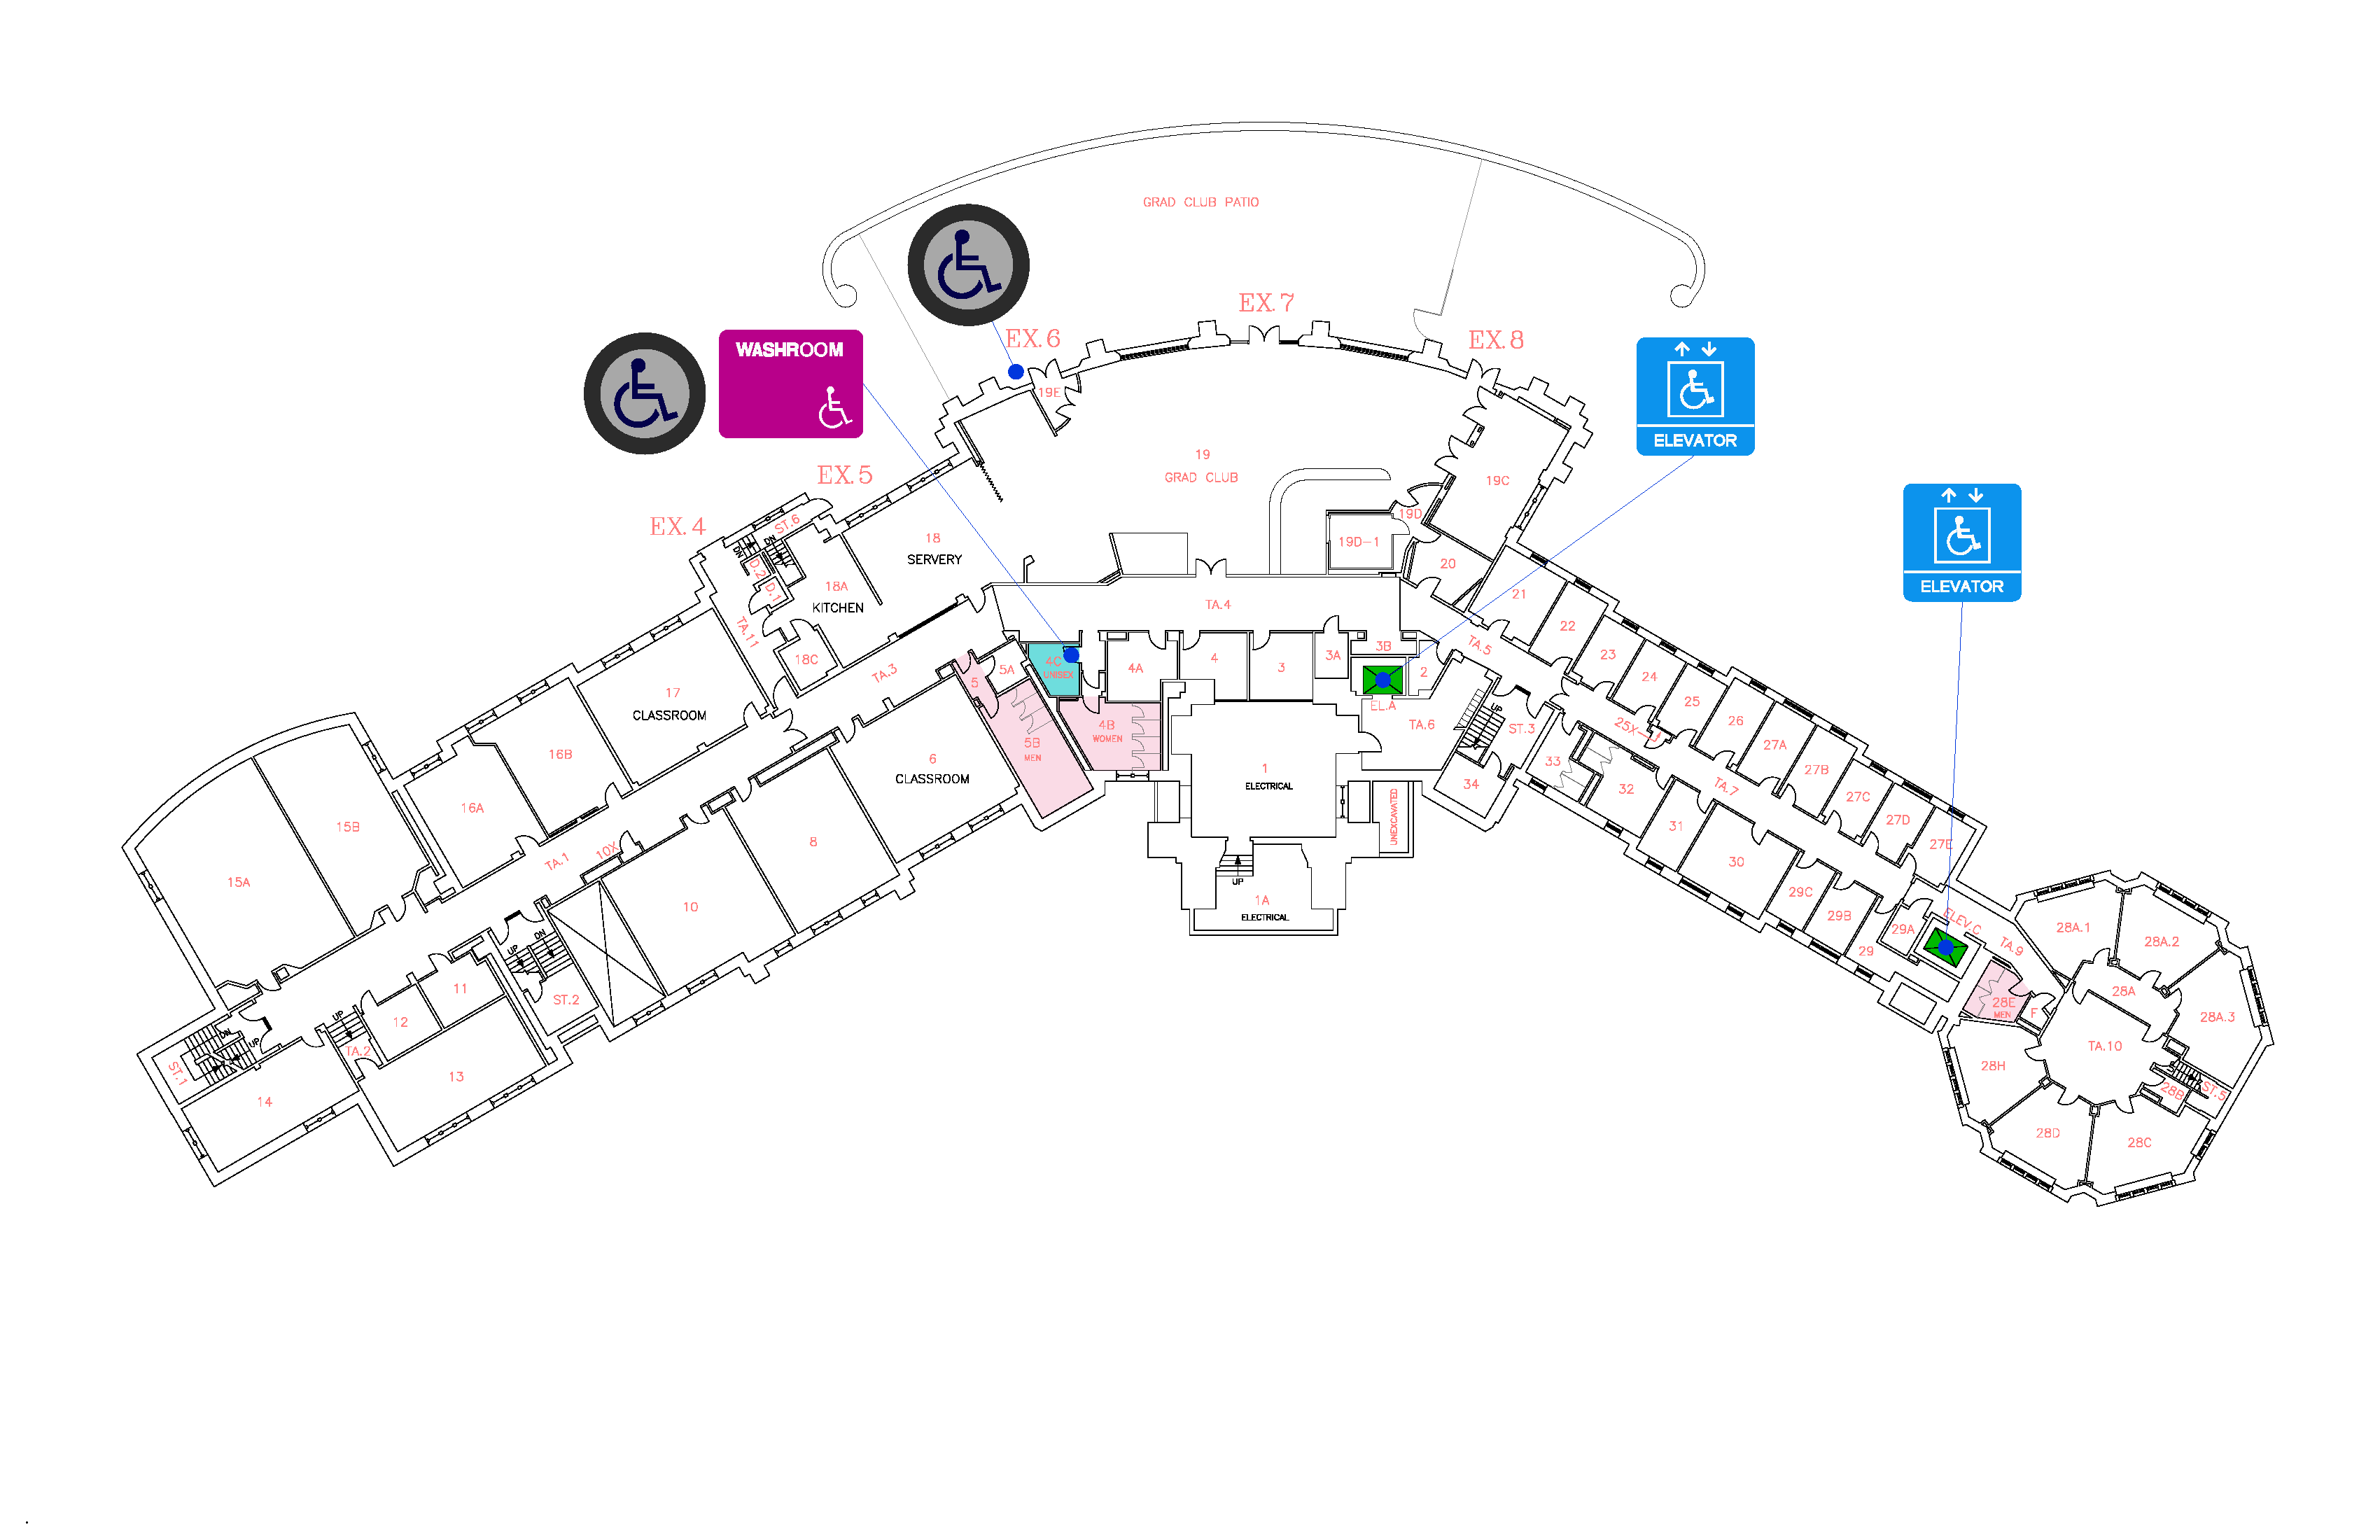 GRAD CLUB PATIO
EX.7
EX.6
EX.8
WASHROOM
ELEVATOR
19E
EX.5
19
GRAD CLUB
19C
ELEVATOR
EX.4
ST.6
19D
DN
DN
18
SERVERY
19D-1
20
D.2
D.1
18A
KITCHEN
21
TA.4
22
TA.11
TA.5
18C
5A
4C
UNISEX
4A
4
3
3A
3B
2
23
24
TA.3
5
17
CLASSROOM
EL.A
25
UP
TA.6
ST.3
25X
26
4B
WOMEN
5B
MEN
16B
6
CLASSROOM
1
ELECTRICAL
33
27A
27B
34
32
TA.7
27C
16A
UNEXCAVATED
15B
31
27D
8
10X
TA.1
27E
30
UP
15A
29C
1A
ELECTRICAL
10
29B
ELEV.C
29A
28A.1
28A.2
DN
UP
29
TA.9
11
ST.2
28A
28E
MEN
F
28A.3
12
UP
DN
UP
TA.2
TA.10
ST.1
28H
13
28B
ST.5
14
28D
28C